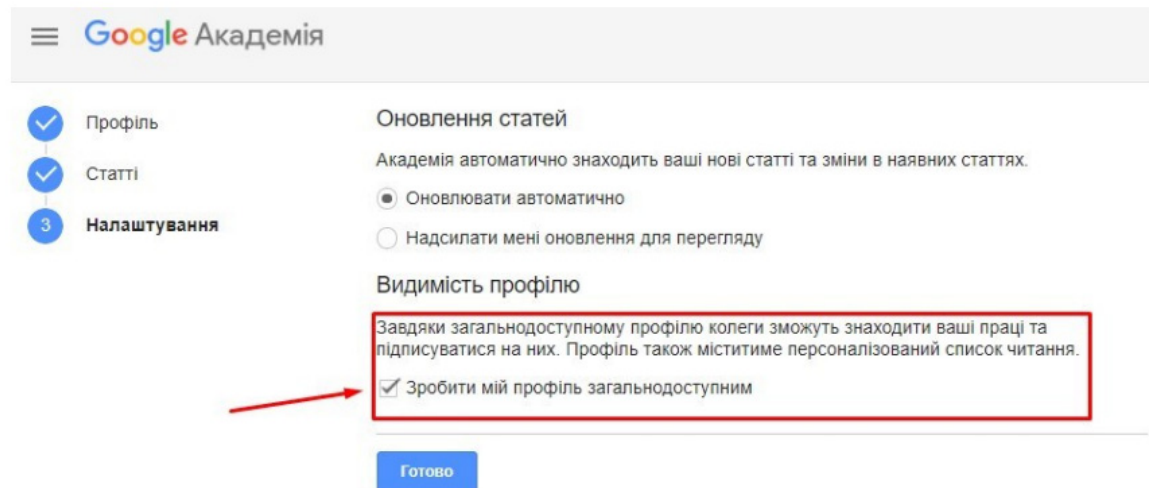 Google Академія
Профіль
Статті
3 Налаштування
Оновлення статей
Академія автоматично знаходить ваші нові статті та зміни в наявних статтях.
Оновлювати автоматично
Надсилати мені оновлення для перегляду
Видимість профілю
Завдяки загальнодоступному профілю колеги зможуть знаходити ваші праці та
підписуватися на них. Профіль також міститиме персоналізований список читання.
Зробити мій профіль загальнодоступним
Готово